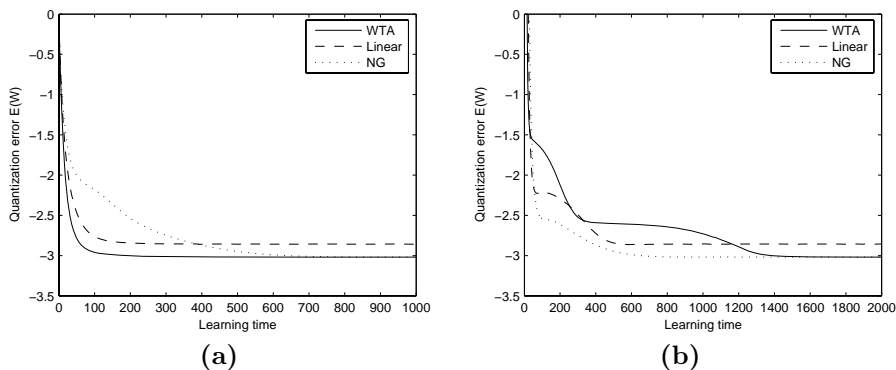 0
−0.5
−1
−1.5
−2
−2.5
−3
−3.5
Quantization error E(W)
0 100 200 300 400 500 600 700 800 900 1000
Learning time
WTA
Linear
NG
(a)
0
−0.5
−1
−1.5
−2
−2.5
−3
−3.5
Quantization error E(W)
0 200 400 600 800 1000 1200 1400 1600 1800 2000
Learning time
WTA
Linear
NG
(b)